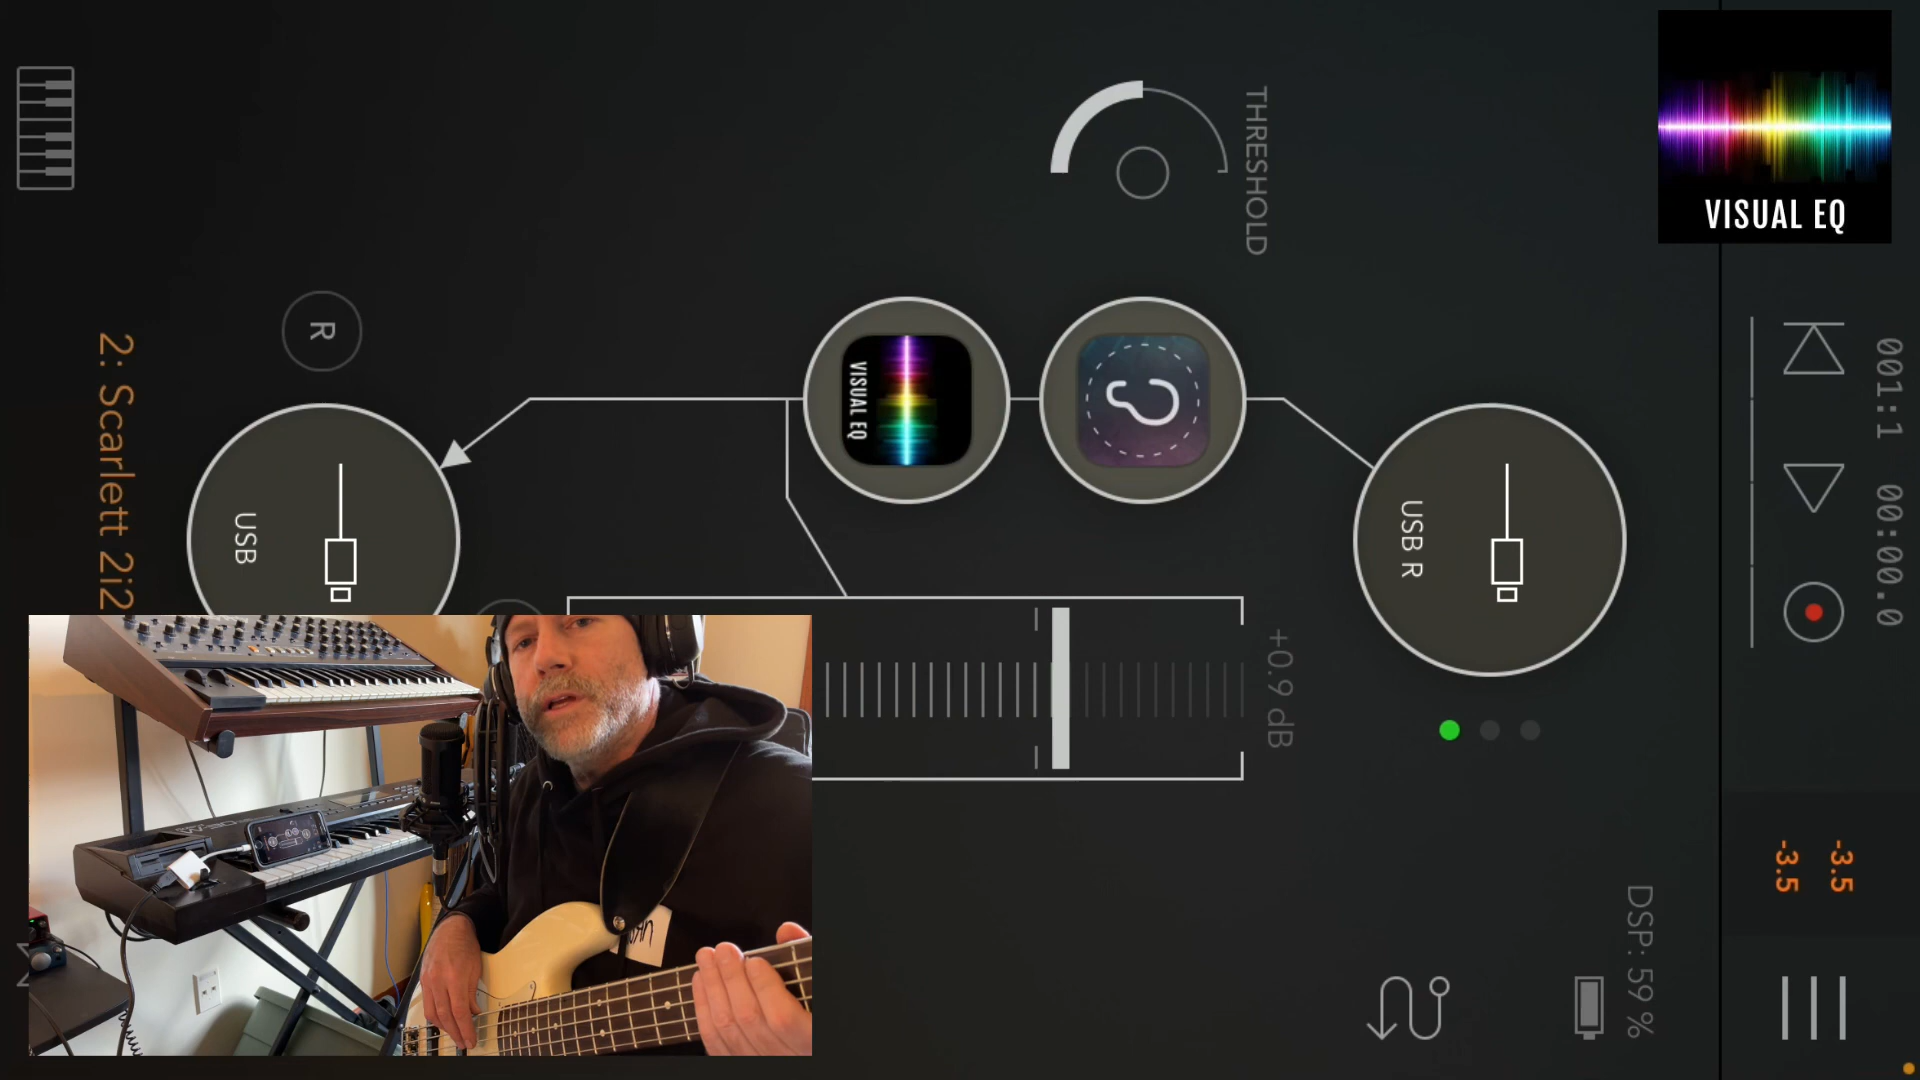 VISUAL EQ
THRESHOLD
R
VISUAL EQ
2: Scarlett 2i2
USB
USB R
001:1 00:00.0
+0.9 dB
-3.5
-3.5
DSP: 59 %